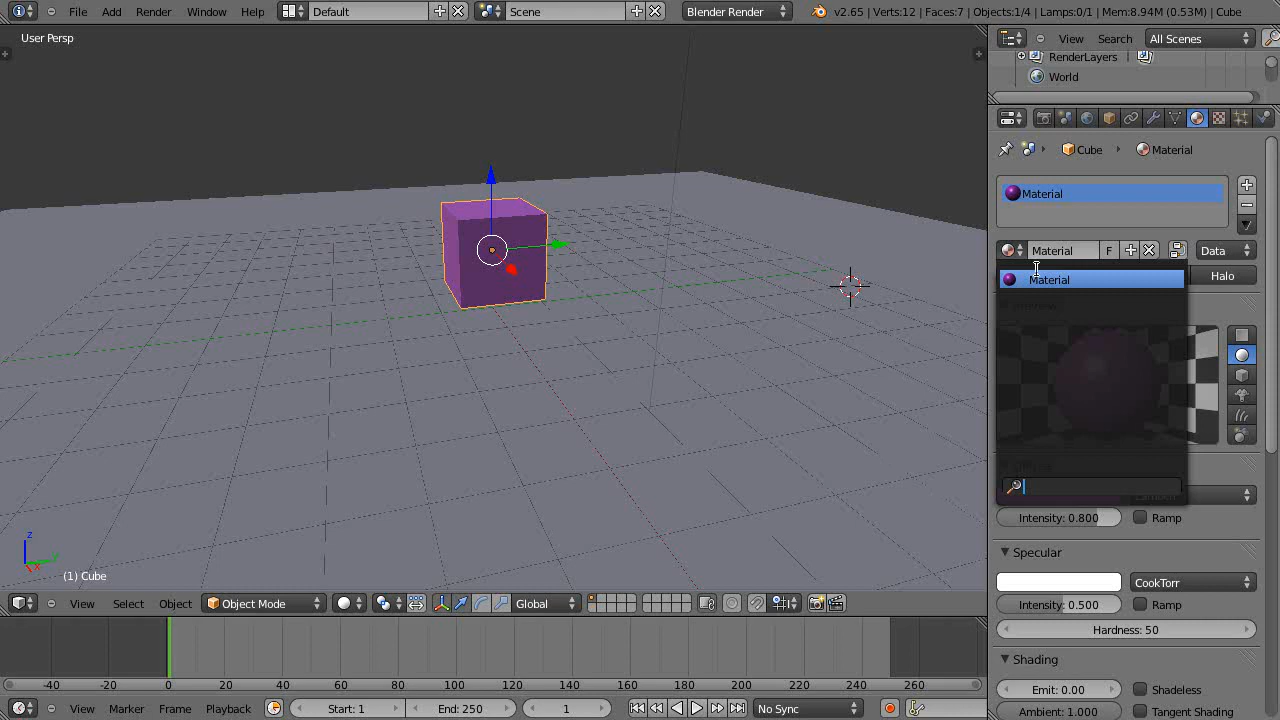 File Add Render Window Help Default Scene Blender Render v2.65 | Verts:12 | Faces:7 | Objects:1/4 | Lamps:0/1 | Mem:8.94M (0.53M) | Cube
User Persp
View Search All Scenes
RenderLayers
World
Cube Material
Material
Material F Data
Material
Halo
Intensity: 0.800 Ramp
Specular
CookTorr
Intensity: 0.500 Ramp
Hardness: 50
Shading
Emit: 0.00 Shadeless
Ambient: 1.000 Tangent Shading
z
y
x
(1) Cube
View Select Object Object Mode Global
-40 -20 0 20 40 60 80 100 120 140 160 180 200 220 240 260
View Marker Frame Playback Start: 1 End: 250 1 No Sync